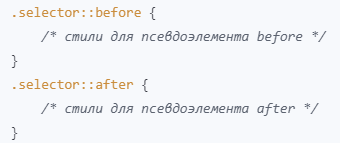 .selector::before {
    /* стили для псевдоэлемента before */
}
.selector::after {
    /* стили для псевдоэлемента after */
}